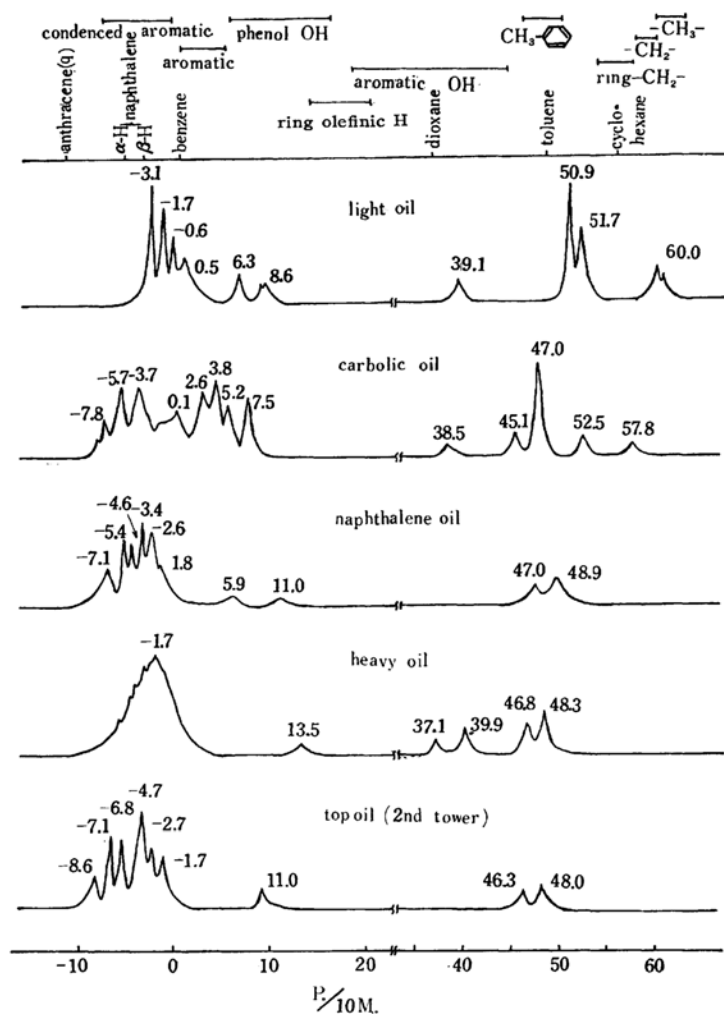 condenced aromatic
phenol OH
CH₃-
-CH₃-
-CH₂-
aromatic
aromatic OH
ring-CH₂-
ring olefinic H
anthracene(q)
α-H
naphthalene
β-H
benzene
dioxane
toluene
cyclo•
hexane
light oil
-3.1
-1.7
-0.6
0.5
6.3
8.6
39.1
50.9
51.7
60.0
carbolic oil
-7.8
-5.7
-3.7
0.1
2.6
3.8
5.2
7.5
38.5
45.1
47.0
52.5
57.8
naphthalene oil
-7.1
-5.4
-4.6
-3.4
-2.6
1.8
5.9
11.0
47.0
48.9
heavy oil
-1.7
13.5
37.1
39.9
46.8
48.3
top oil (2nd tower)
-8.6
-7.1
-6.8
-4.7
-2.7
-1.7
11.0
46.3
48.0
-10 0 10 20 40 50 60
P./10M.